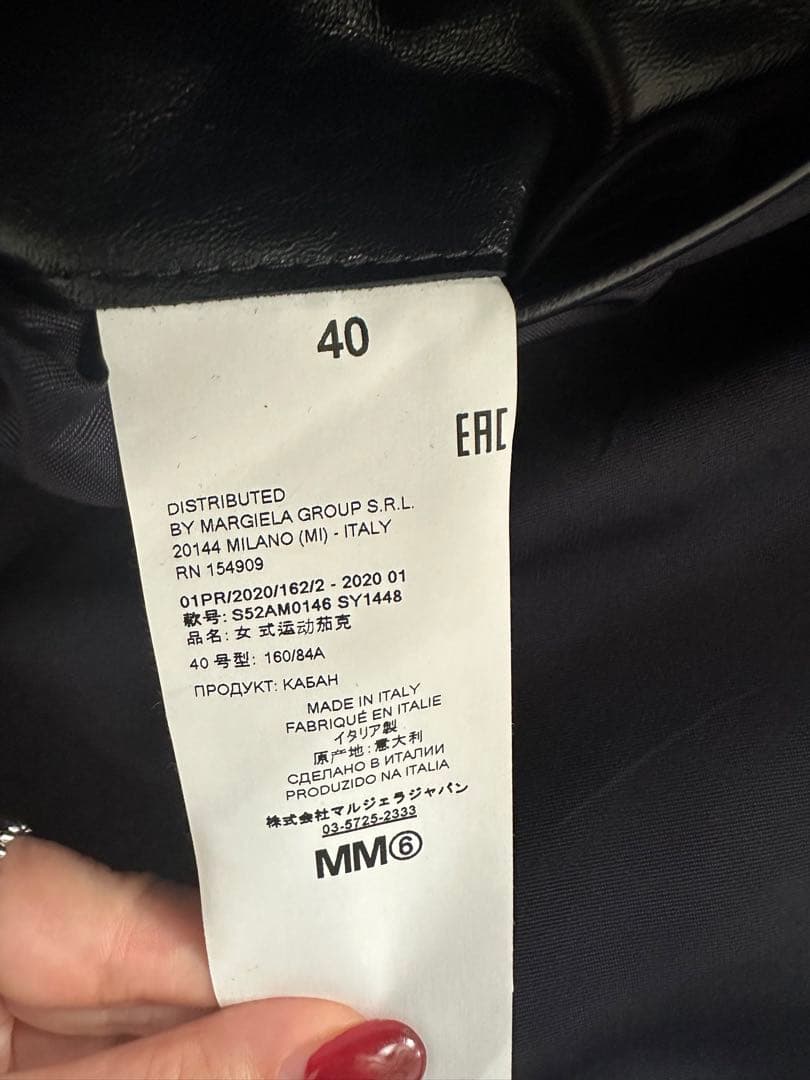 40
EAC
DISTRIBUTED
BY MARGIELA GROUP S.R.L.
20144 MILANO (MI) - ITALY
RN 154909
01PR/2020/162/2 - 2020 01
款号: S52AM0146 SY1448
品名: 女 式运动茄克
40 号型: 160/84A
ПРОДУКТ: КАБАН
MADE IN ITALY
FABRIQUÉ EN ITALIE
イタリア製
原产地: 意大利
СДЕЛАНО В ИТАЛИИ
PRODUZIDO NA ITALIA
株式会社マルジェラジャパン
03-5725-2333
MM⑥